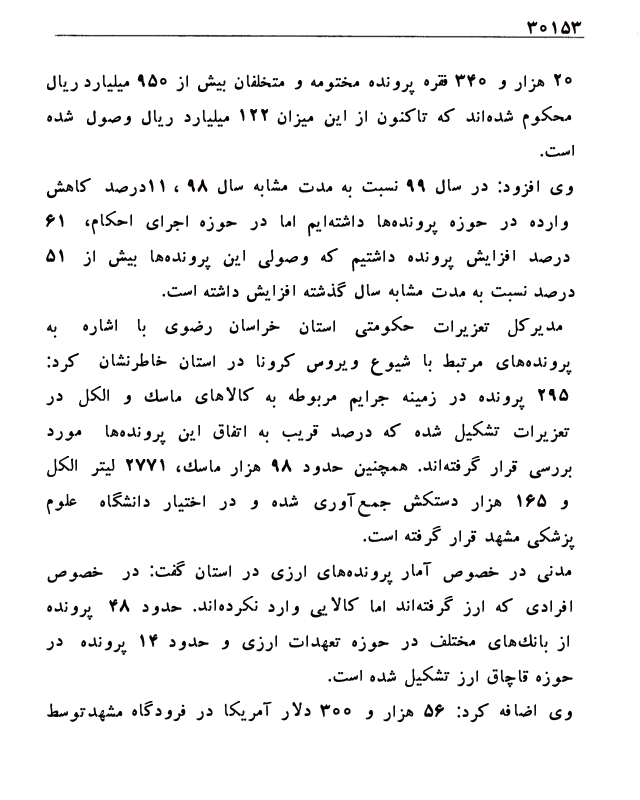 ۳۰۱۵۳
۲۰ هزار و ۳۴۰ فقره پرونده مختومه و متخلفان بیش از ۹۵۰ میلیارد ریال
محکوم شده‌اند که تاکنون از این میزان ۱۲۲ میلیارد ریال وصول شده
است.
وی افزود: در سال ۹۹ نسبت به مدت مشابه سال ۹۸ ، ۱۱درصد کاهش
وارده در حوزه پرونده‌ها داشته‌ایم اما در حوزه اجرای احکام، ۶۱
درصد افزایش پرونده داشتیم که وصولی این پرونده‌ها بیش از ۵۱
درصد نسبت به مدت مشابه سال گذشته افزایش داشته است.
مدیرکل تعزیرات حکومتی استان خراسان رضوی با اشاره به
پرونده‌های مرتبط با شیوع ویروس کرونا در استان خاطرنشان کرد:
۲۹۵ پرونده در زمینه جرایم مربوطه به کالاهای ماسك و الکل در
تعزیرات تشکیل شده که درصد قریب به اتفاق این پرونده‌ها مورد
بررسی قرار گرفته‌اند. همچنین حدود ۹۸ هزار ماسك، ۲۷۷۱ لیتر الکل
و ۱۶۵ هزار دستکش جمع‌آوری شده و در اختیار دانشگاه علوم
پزشکی مشهد قرار گرفته است.
مدنی در خصوص آمار پرونده‌های ارزی در استان گفت: در خصوص
افرادی که ارز گرفته‌اند اما کالایی وارد نکرده‌اند. حدود ۴۸ پرونده
از بانك‌های مختلف در حوزه تعهدات ارزی و حدود ۱۴ پرونده در
حوزه قاچاق ارز تشکیل شده است.
وی اضافه کرد: ۵۶ هزار و ۳۰۰ دلار آمریکا در فرودگاه مشهدتوسط